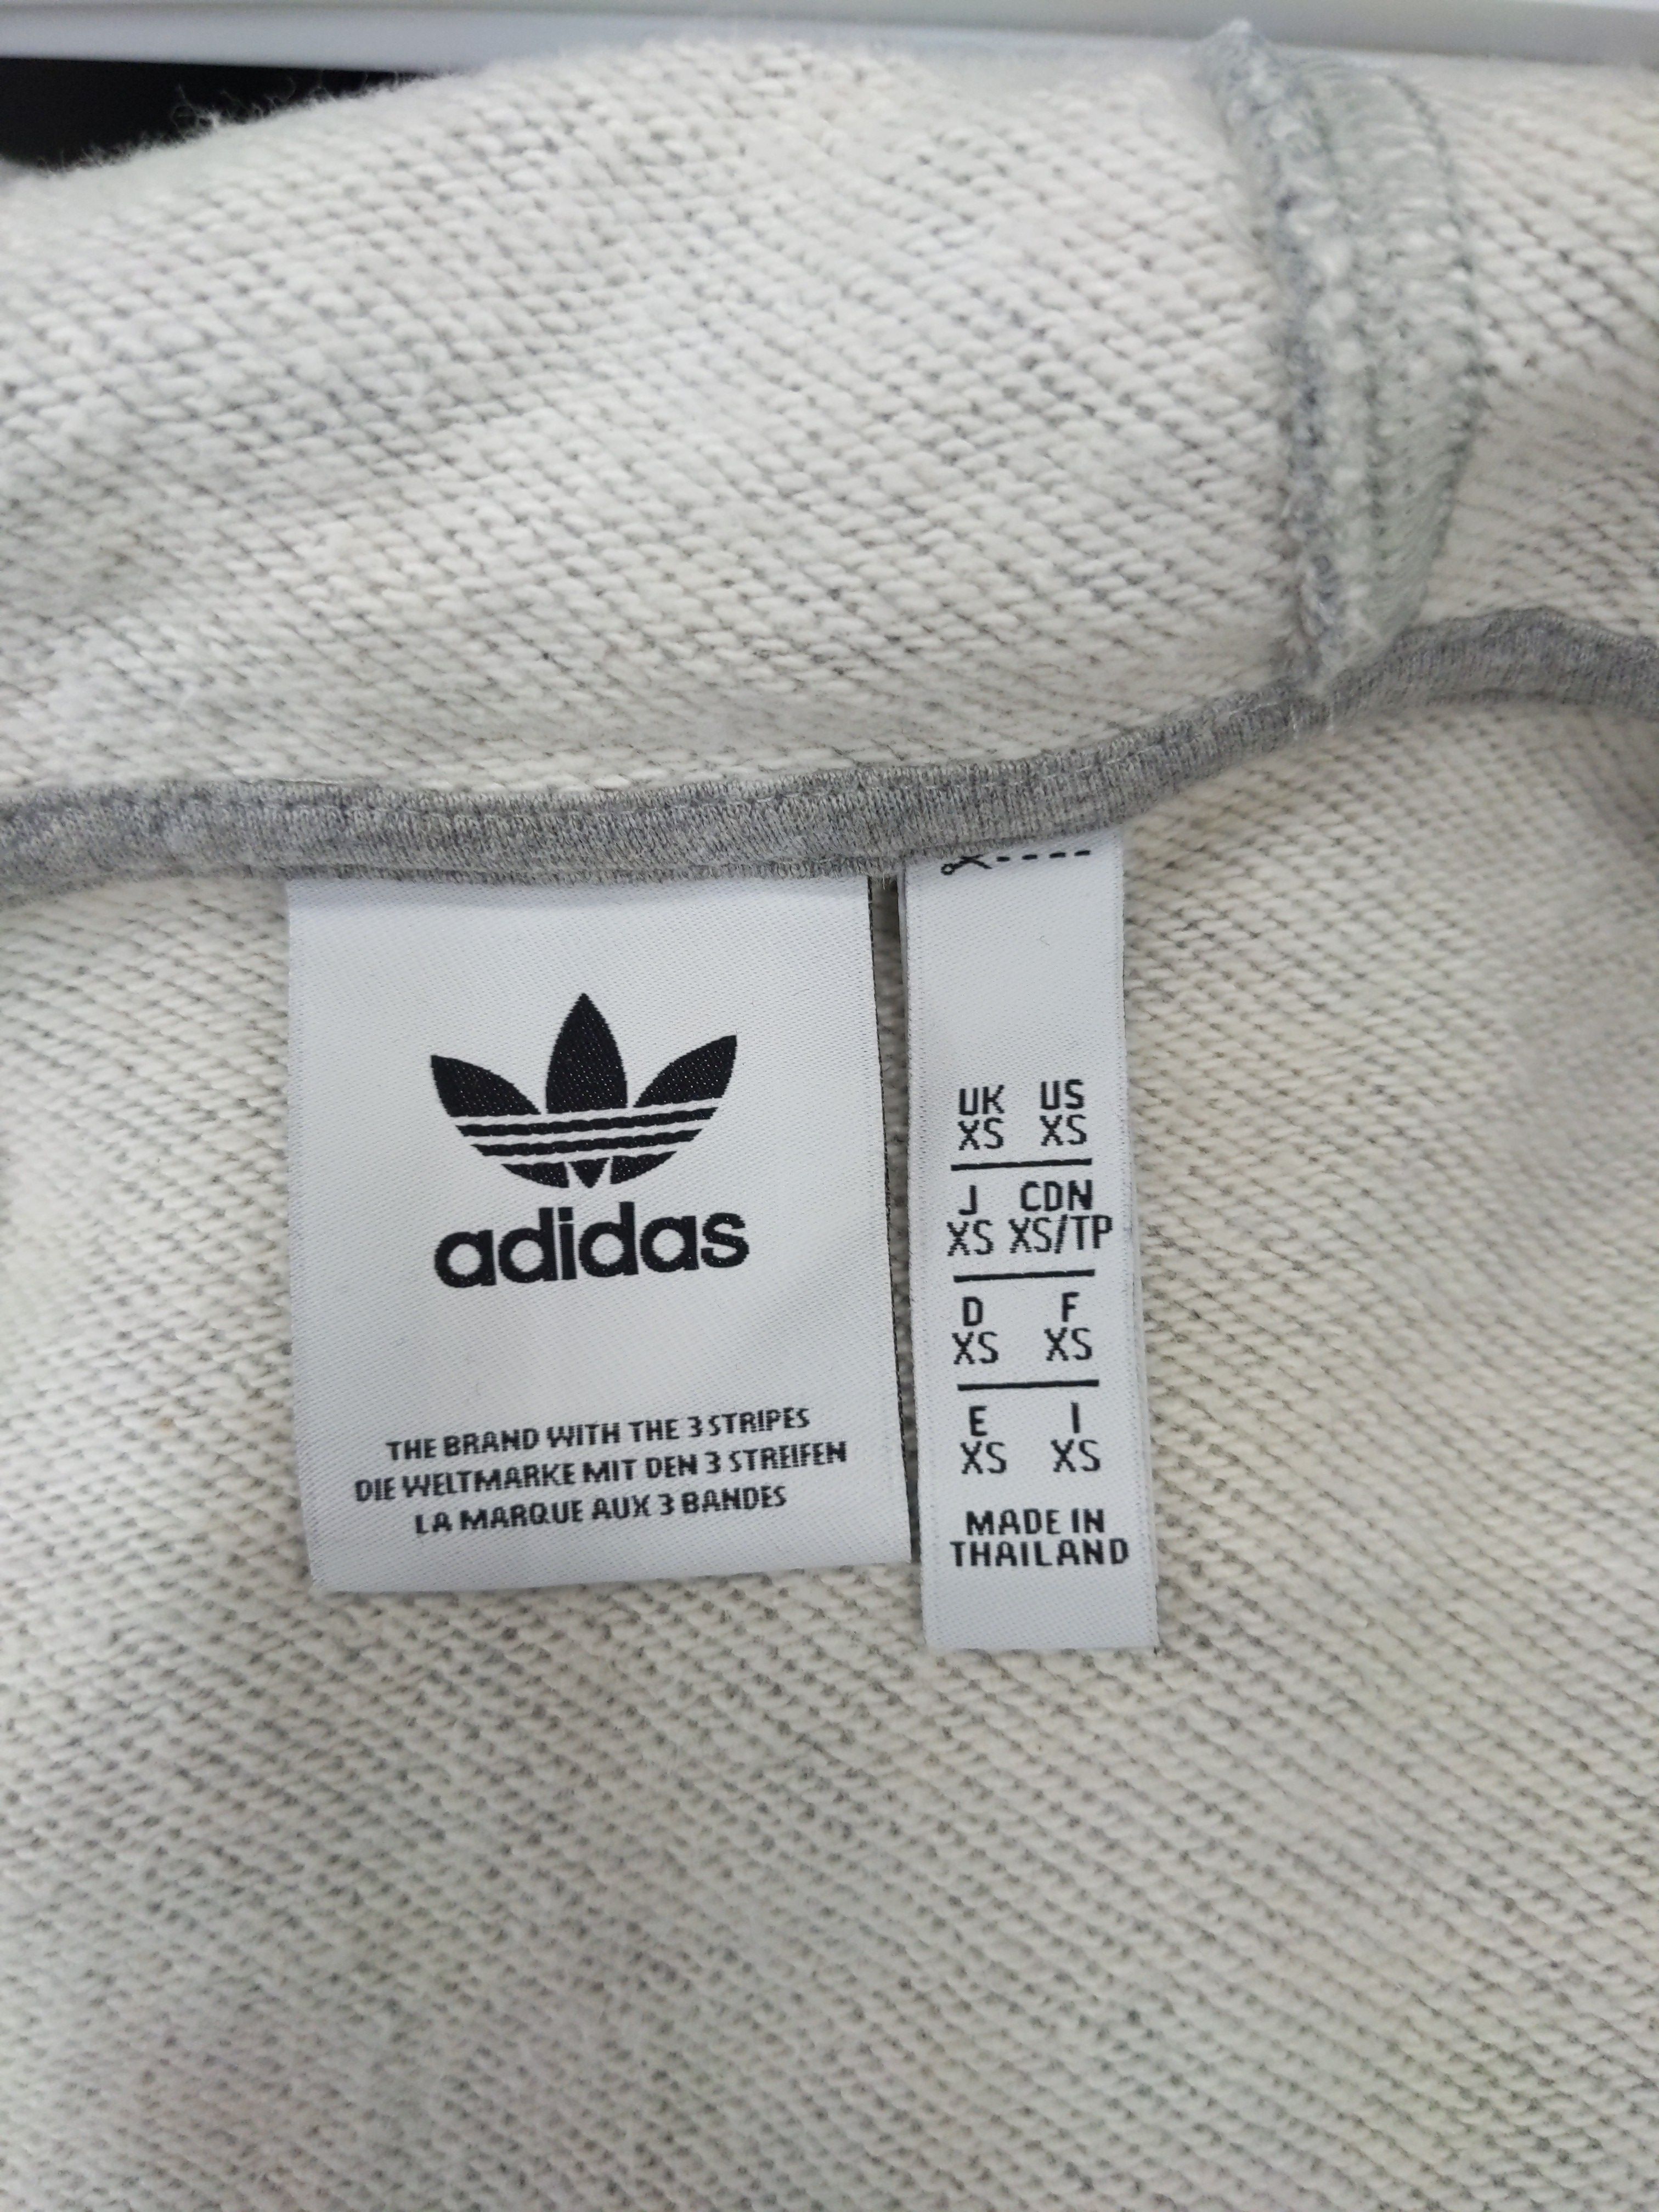 adidas
THE BRAND WITH THE 3 STRIPES
DIE WELTMARKE MIT DEN 3 STREIFEN
LA MARQUE AUX 3 BANDES
UK US
XS XS
J CDN
XS XS/TP
D F
XS XS
E I
XS XS
MADE IN
THAILAND